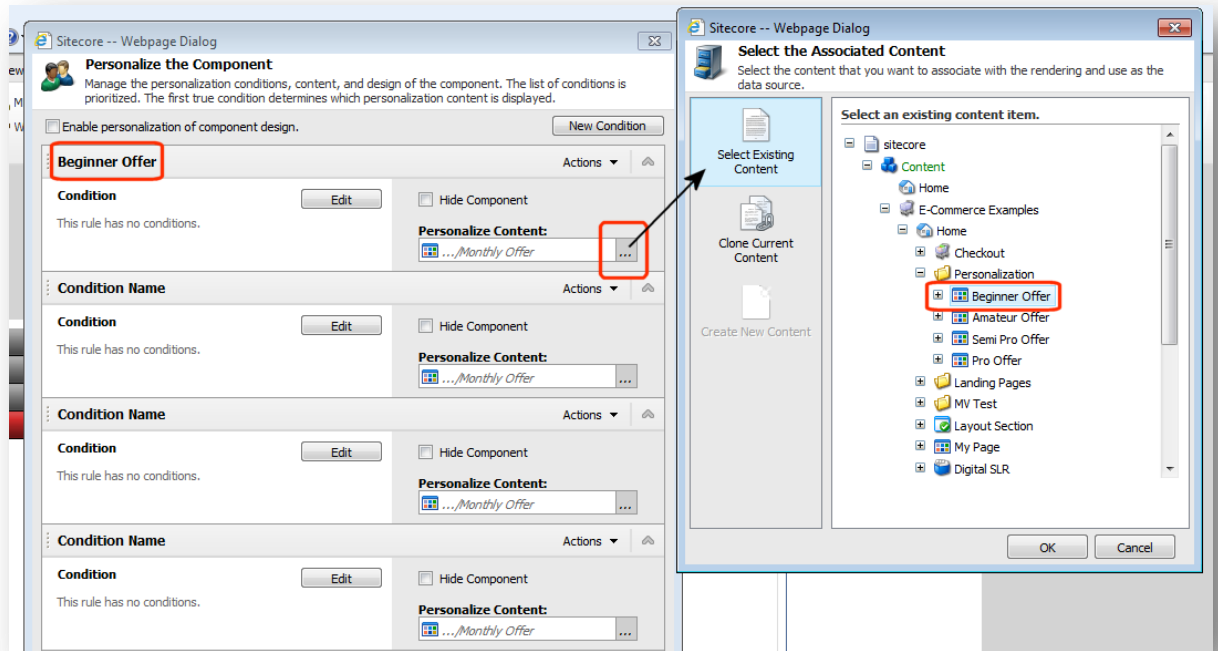 Sitecore -- Webpage Dialog
Personalize the Component
Manage the personalization conditions, content, and design of the component. The list of conditions is
prioritized. The first true condition determines which personalization content is displayed.
Enable personalization of component design.
New Condition
Beginner Offer
Actions
Condition
Edit
This rule has no conditions.
Hide Component
Personalize Content:
.../Monthly Offer
...
Condition Name
Actions
Condition
Edit
This rule has no conditions.
Hide Component
Personalize Content:
.../Monthly Offer
...
Condition Name
Actions
Condition
Edit
This rule has no conditions.
Hide Component
Personalize Content:
.../Monthly Offer
...
Condition Name
Actions
Condition
Edit
This rule has no conditions.
Hide Component
Personalize Content:
.../Monthly Offer
...
Sitecore -- Webpage Dialog
Select the Associated Content
Select the content that you want to associate with the rendering and use as the
data source.
Select Existing
Content
Clone Current
Content
Create New Content
Select an existing content item.
sitecore
Content
Home
E-Commerce Examples
Home
Checkout
Personalization
Beginner Offer
Amateur Offer
Semi Pro Offer
Pro Offer
Landing Pages
MV Test
Layout Section
My Page
Digital SLR
OK
Cancel